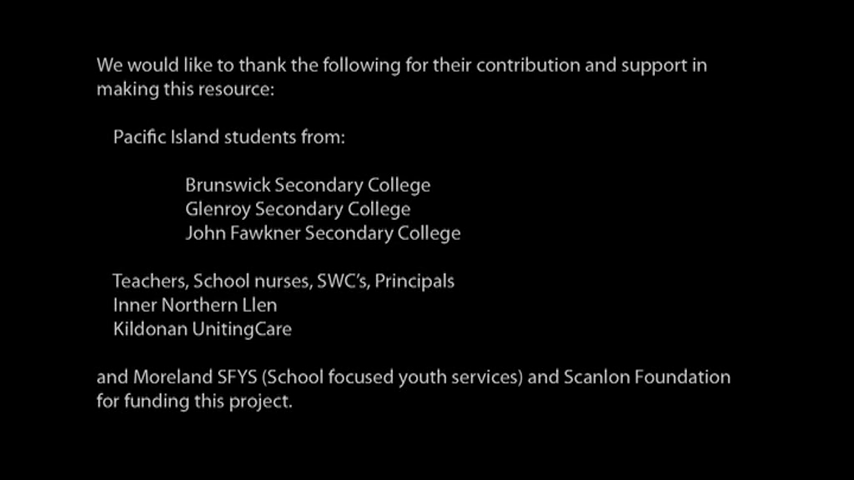 We would like to thank the following for their contribution and support in
making this resource:
Pacific Island students from:
Brunswick Secondary College
Glenroy Secondary College
John Fawkner Secondary College
Teachers, School nurses, SWC's, Principals
Inner Northern Llen
Kildonan UnitingCare
and Moreland SFYS (School focused youth services) and Scanlon Foundation
for funding this project.